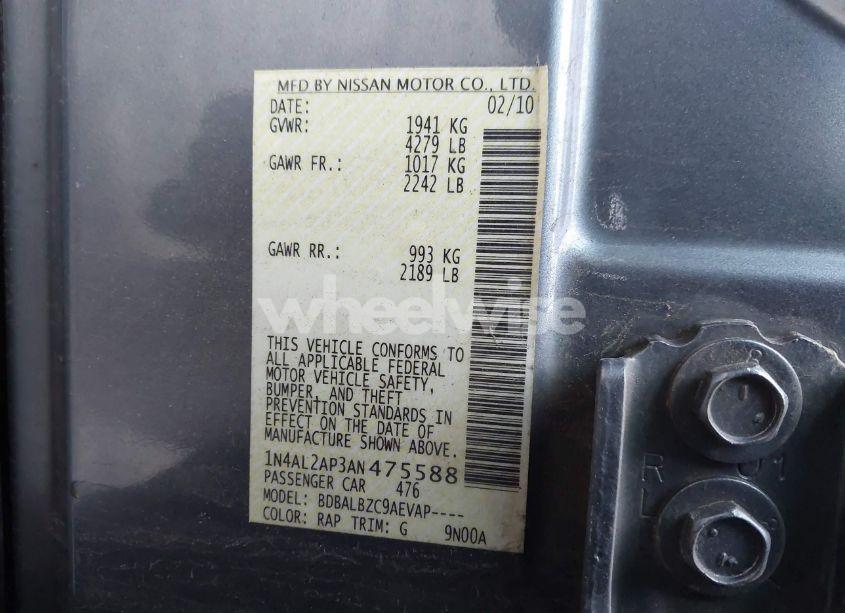 MFD BY NISSAN MOTOR CO., LTD.
DATE: 02/10
GVWR: 1941 KG
4279 LB
GAWR FR.: 1017 KG
2242 LB
GAWR RR.: 993 KG
2189 LB
wheelwise
THIS VEHICLE CONFORMS TO
ALL APPLICABLE FEDERAL
MOTOR VEHICLE SAFETY,
BUMPER, AND THEFT
PREVENTION STANDARDS IN
EFFECT ON THE DATE OF
MANUFACTURE SHOWN ABOVE.
1N4AL2AP3AN475588
PASSENGER CAR 476
MODEL: BDBALBZC9AEVAP----
COLOR: RAP TRIM: G 9N00A